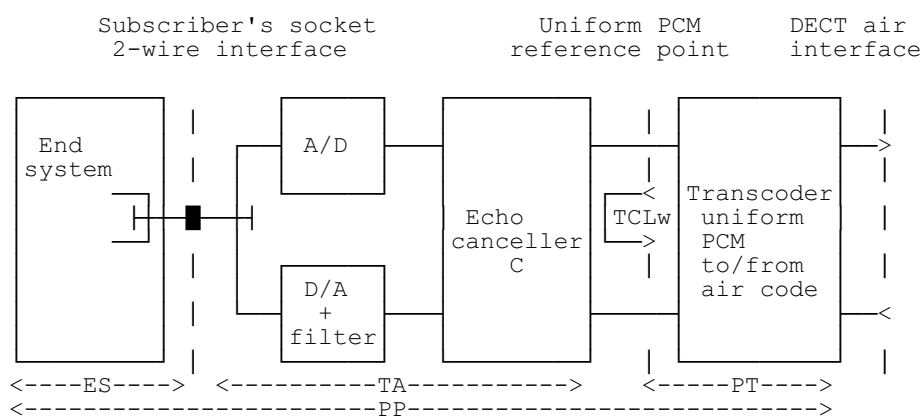 Subscriber's socket Uniform PCM DECT air
2-wire interface reference point interface
End
system
A/D
Echo
canceller
C
TCLw
Transcoder
uniform
PCM
to/from
air code
D/A
+
filter
<----ES----> <-----------TA-----------> <-----PT----->
<------------------------PP------------------------>